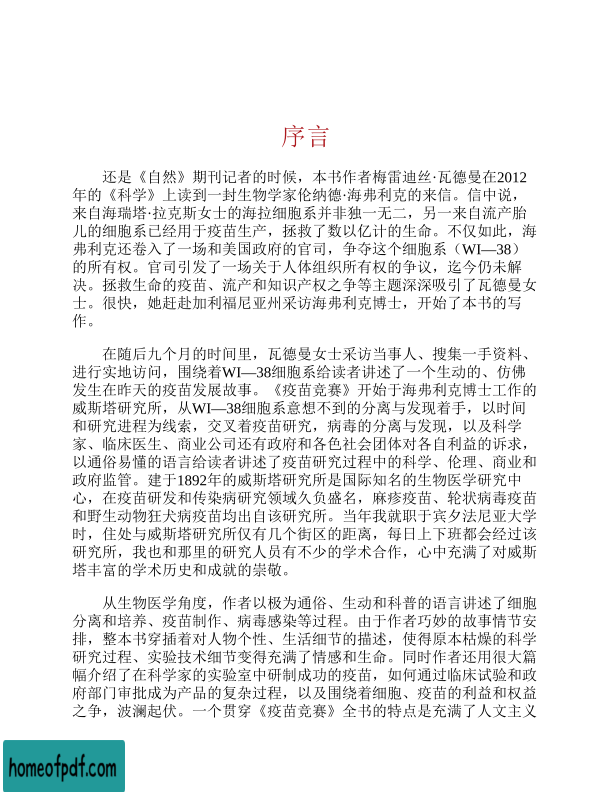 序言
还是《自然》期刊记者的时候，本书作者梅雷迪丝·瓦德曼在2012
年的《科学》上读到一封生物学家伦纳德·海弗利克的来信。信中说，
来自海瑞塔·拉克斯女士的海拉细胞系并非独一无二，另一来自流产胎
儿的细胞系已经用于疫苗生产，拯救了数以亿计的生命。不仅如此，海
弗利克还卷入了一场和美国政府的官司，争夺这个细胞系（WI—38）
的所有权。官司引发了一场关于人体组织所有权的争议，迄今仍未解
决。拯救生命的疫苗、流产和知识产权之争等主题深深吸引了瓦德曼女
士。很快，她赶赴加利福尼亚州采访海弗利克博士，开始了本书的写
作。
在随后九个月的时间里，瓦德曼女士采访当事人、搜集一手资料、
进行实地访问，围绕着WI—38细胞系给读者讲述了一个生动的、仿佛
发生在昨天的疫苗发展故事。《疫苗竞赛》开始于海弗利克博士工作的
威斯塔研究所，从WI—38细胞系意想不到的分离与发现着手，以时间
和研究进程为线索，交叉着疫苗研究，病毒的分离与发现，以及科学
家、临床医生、商业公司还有政府和各色社会团体对各自利益的诉求，
以通俗易懂的语言给读者讲述了疫苗研究过程中的科学、伦理、商业和
政府监管。建于1892年的威斯塔研究所是国际知名的生物医学研究中
心，在疫苗研发和传染病研究领域久负盛名，麻疹疫苗、轮状病毒疫苗
和野生动物狂犬病疫苗均出自该研究所。当年我就职于宾夕法尼亚大学
时，住处与威斯塔研究所仅有几个街区的距离，每日上下班都会经过该
研究所，我也和那里的研究人员有不少的学术合作，心中充满了对威斯
塔丰富的学术历史和成就的崇敬。
从生物医学角度，作者以极为通俗、生动和科普的语言讲述了细胞
分离和培养、疫苗制作、病毒感染等过程。由于作者巧妙的故事情节安
排，整本书穿插着对人物个性、生活细节的描述，使得原本枯燥的科学
研究过程、实验技术细节变得充满了情感和生命。同时作者还用很大篇
幅介绍了在科学家的实验室中研制成功的疫苗，如何通过临床试验和政
府部门审批成为产品的复杂过程，以及围绕着细胞、疫苗的利益和权益
之争，波澜起伏。一个贯穿《疫苗竞赛》全书的特点是充满了人文主义
homeofpdf.com